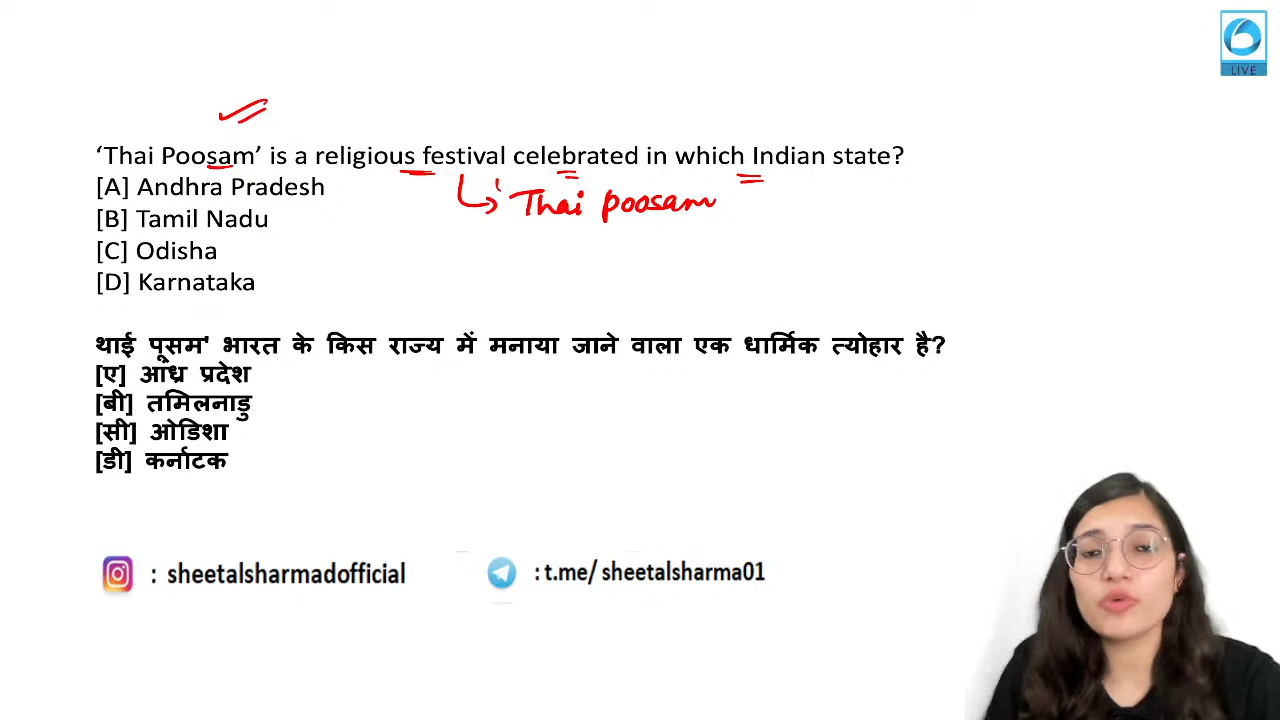 LIVE
‘Thai Poosam’ is a religious festival celebrated in which Indian state?
Thai poosam
[A] Andhra Pradesh
[B] Tamil Nadu
[C] Odisha
[D] Karnataka
थाई पूसम' भारत के किस राज्य में मनाया जाने वाला एक धार्मिक त्योहार है?
[ए] आंध्र प्रदेश
[बी] तमिलनाडु
[सी] ओडिशा
[डी] कर्नाटक
: sheetalsharmadofficial
: t.me/ sheetalsharma01